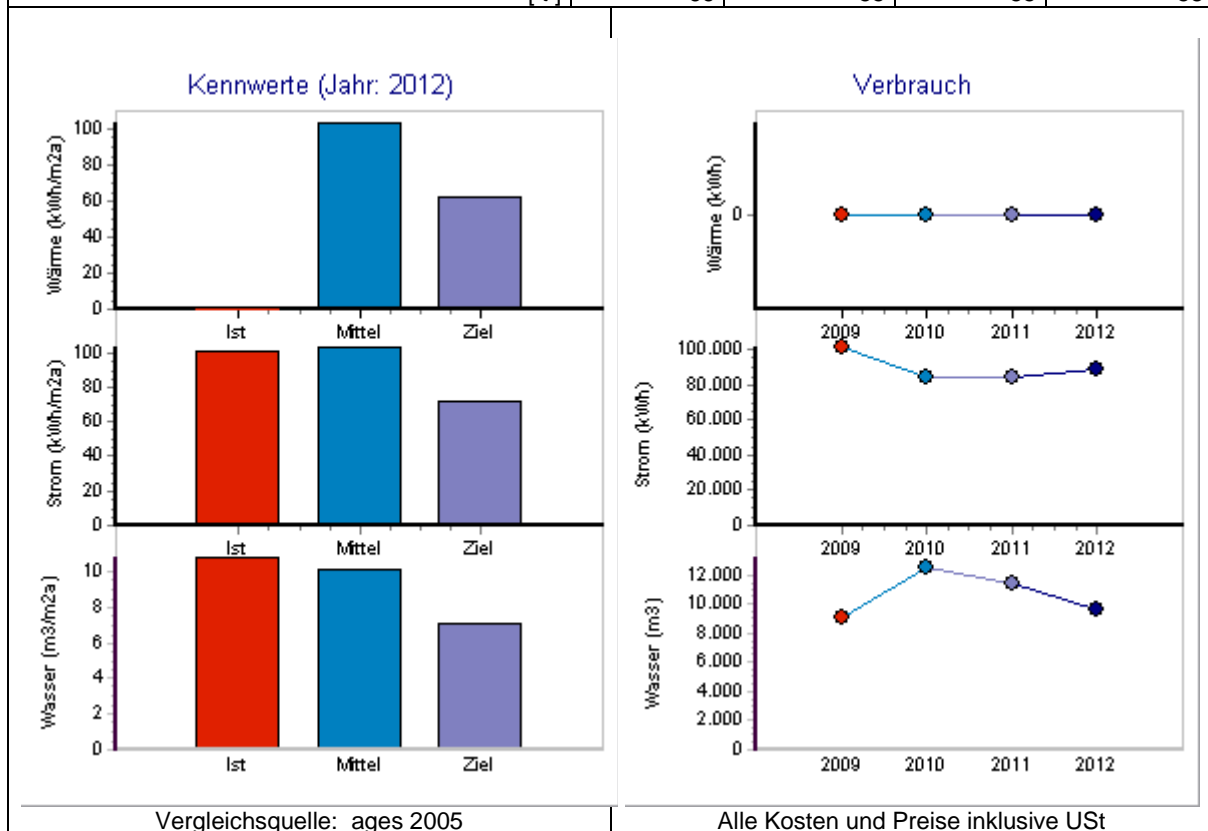 Kennwerte (Jahr: 2012)
Wärme (kWh/m2a)
100
80
60
40
20
0
Ist Mittel Ziel
Strom (kWh/m2a)
100
80
60
40
20
0
Ist Mittel Ziel
Wasser (m3/m2a)
10
8
6
4
2
0
Ist Mittel Ziel
Vergleichsquelle: ages 2005
Verbrauch
Wärme (kWh)
0
2009 2010 2011 2012
Strom (kWh)
100.000
80.000
60.000
40.000
20.000
0
2009 2010 2011 2012
Wasser (m3)
12.000
10.000
8.000
6.000
4.000
2.000
0
2009 2010 2011 2012
Alle Kosten und Preise inklusive USt